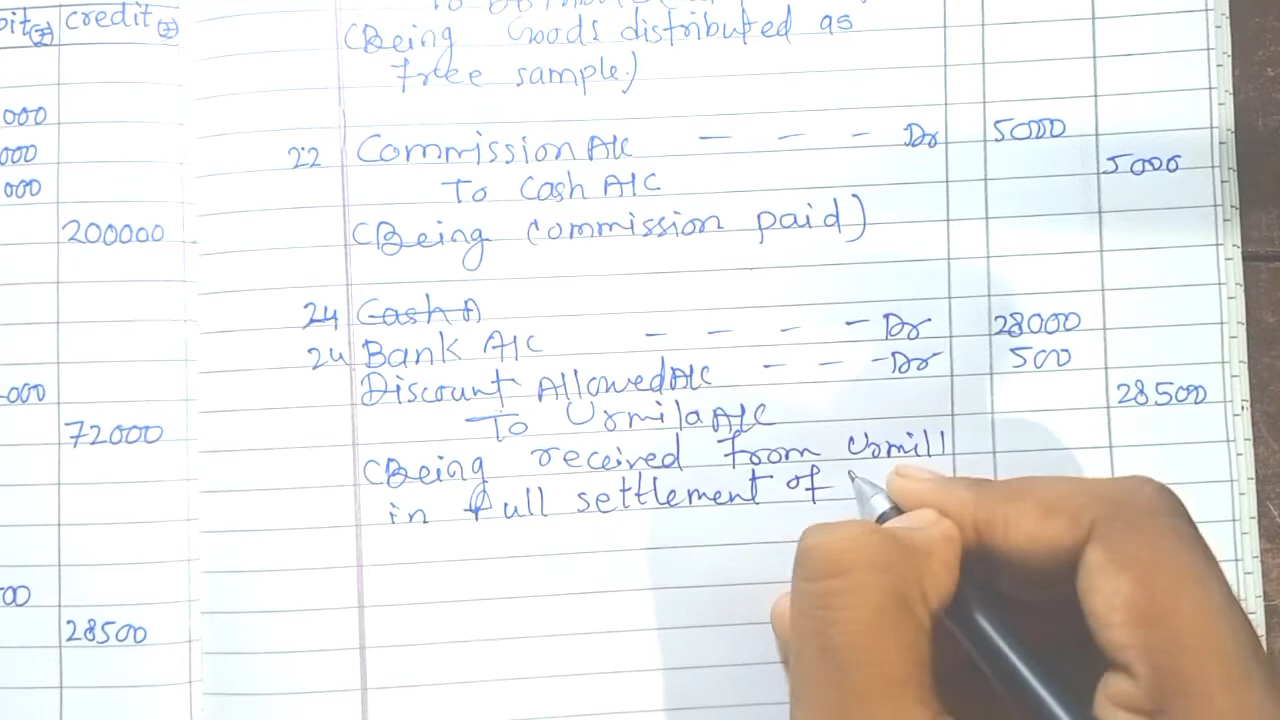 credit(₹)
000
000
000
200000
000
72000
00
28500
(Being Goods distributed as
free sample.)
22 Commission A/c - - - Dr 5000
To Cash A/C 5000
(Being Commission paid)
24 Cash A
24 Bank A/C - - - - Dr 28000
Discount Allowed A/c - - - Dr 500
To Urmila A/C 28500
(Being received from Urmill
in full settlement of